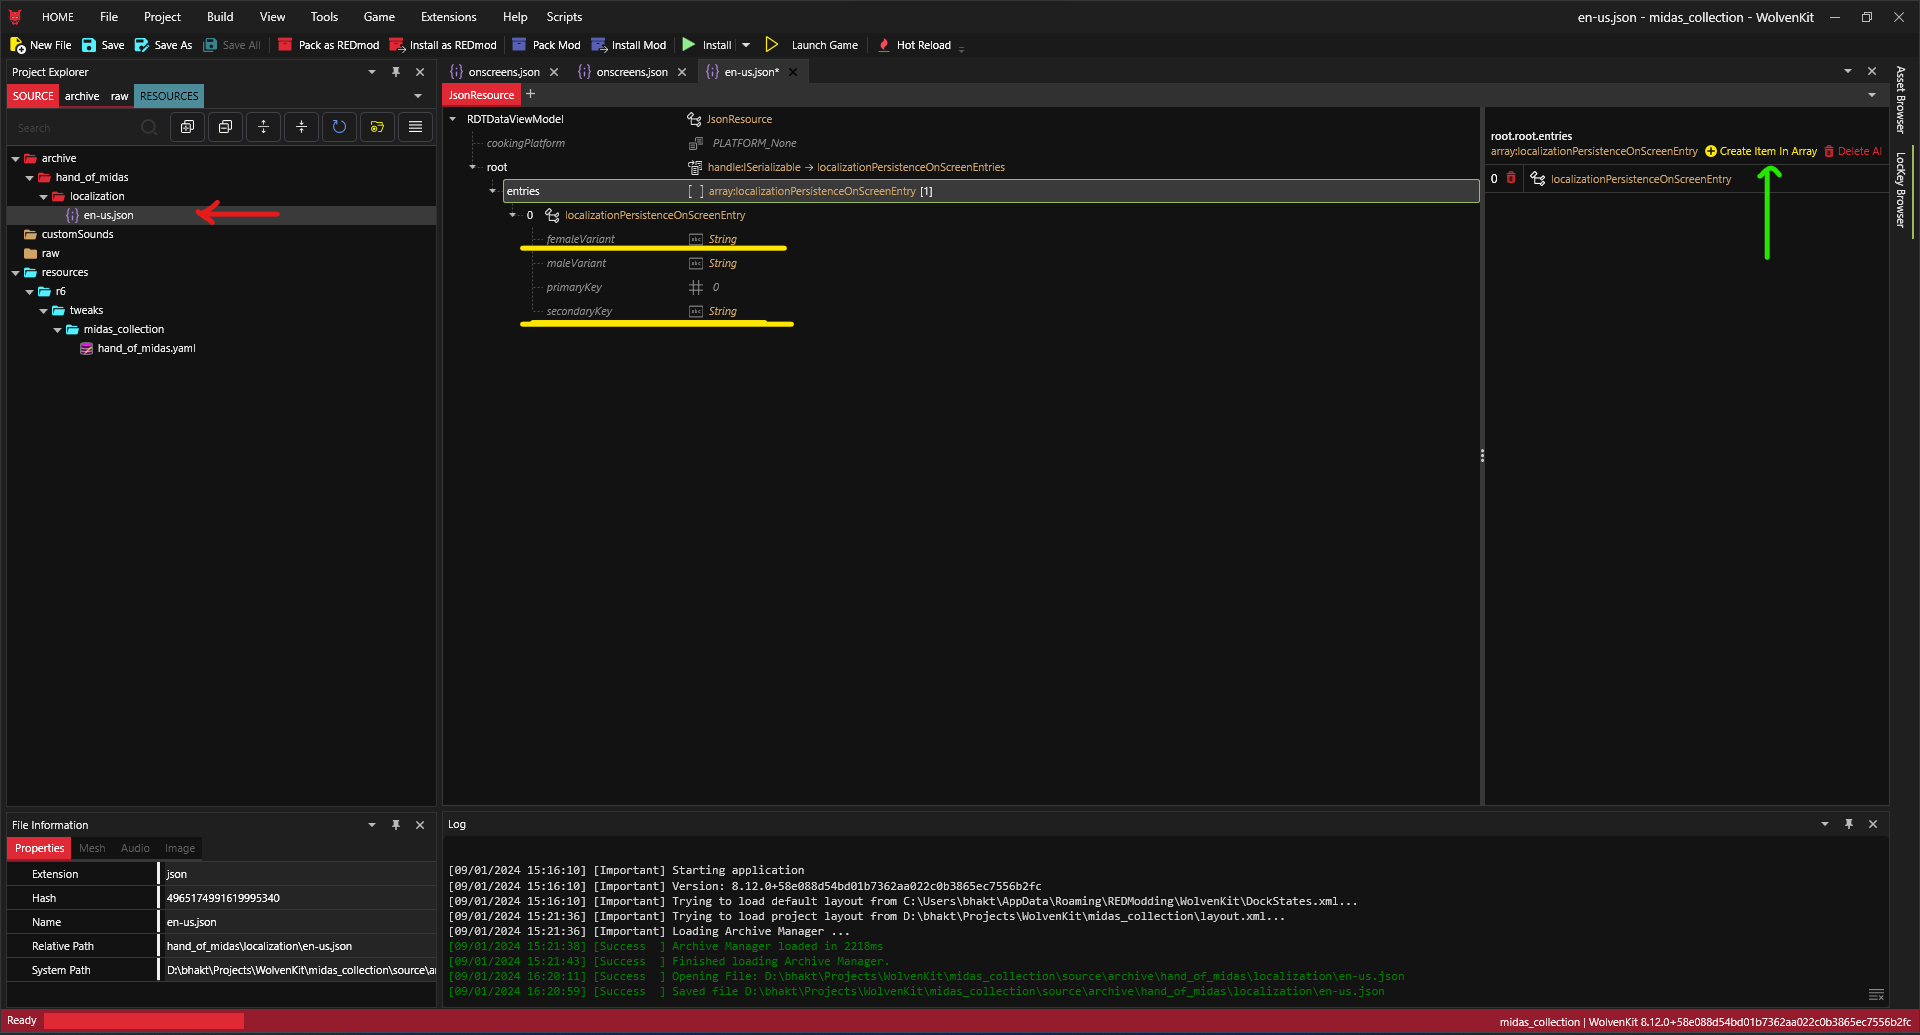 HOME File Project Build View Tools Game Extensions Help Scripts en-us.json - midas_collection - WolvenKit
New File Save Save As Save All Pack as REDmod Install as REDmod Pack Mod Install Mod Install Launch Game Hot Reload
Project Explorer
SOURCE archive raw RESOURCES
Search
archive
hand_of_midas
localization
en-us.json
customSounds
raw
resources
r6
tweaks
midas_collection
hand_of_midas.yaml
onscreens.json onscreens.json en-us.json*
JsonResource +
RDTDataViewModel JsonResource
cookingPlatform PLATFORM_None
root handle:ISerializable → localizationPersistenceOnScreenEntries
entries [ ] array:localizationPersistenceOnScreenEntry [1]
0 localizationPersistenceOnScreenEntry
femaleVariant abc String
maleVariant abc String
primaryKey 0
secondaryKey abc String
root.root.entries
array:localizationPersistenceOnScreenEntry Create Item In Array Delete Al
0 localizationPersistenceOnScreenEntry
Asset Browser
LocKey Browser
File Information
Properties Mesh Audio Image
Extension json
Hash 4965174991619995340
Name en-us.json
Relative Path hand_of_midas\localization\en-us.json
System Path D:\bhakt\Projects\WolvenKit\midas_collection\source\ar
Log
[09/01/2024 15:16:10] [Important] Starting application
[09/01/2024 15:16:10] [Important] Version: 8.12.0+58e088d54bd01b7362aa022c0b3865ec7556b2fc
[09/01/2024 15:16:10] [Important] Trying to load default layout from C:\Users\bhakt\AppData\Roaming\REDModding\WolvenKit\DockStates.xml...
[09/01/2024 15:21:36] [Important] Trying to load project layout from D:\bhakt\Projects\WolvenKit\midas_collection\layout.xml...
[09/01/2024 15:21:36] [Important] Loading Archive Manager ...
[09/01/2024 15:21:38] [Success ] Archive Manager loaded in 2218ms
[09/01/2024 15:21:43] [Success ] Finished loading Archive Manager.
[09/01/2024 16:20:11] [Success ] Opening File: D:\bhakt\Projects\WolvenKit\midas_collection\source\archive\hand_of_midas\localization\en-us.json
[09/01/2024 16:20:59] [Success ] Saved file D:\bhakt\Projects\WolvenKit\midas_collection\source\archive\hand_of_midas\localization\en-us.json
Ready
midas_collection | WolvenKit 8.12.0+58e088d54bd01b7362aa022c0b3865ec7556b2fc